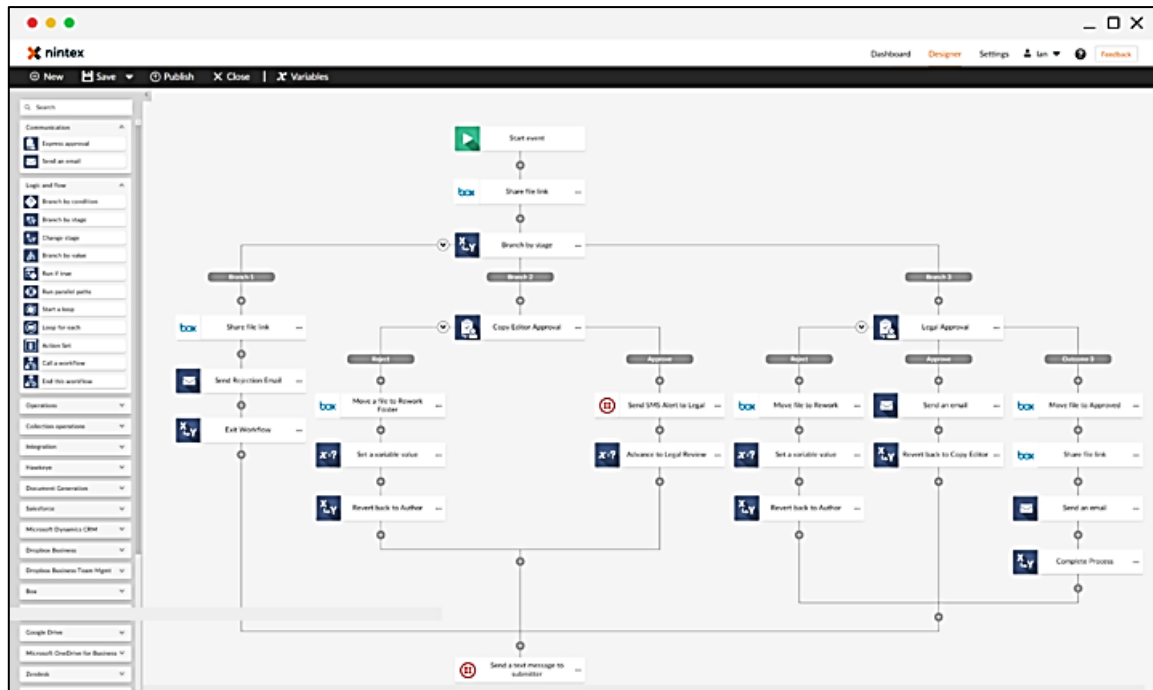 nintex
Dashboard
Designer
Settings
Ian
Feedback
New
Save
Publish
Close
Variables
Search
Communication
Express approval
Send an email
Logic and flow
Branch by condition
Branch by stage
Change stage
Branch by value
Run if true
Run parallel paths
Start a loop
Loop for each
Action Set
Call a workflow
End this workflow
Operations
Collection operations
Integration
Hawkeye
Document Generation
Salesforce
Microsoft Dynamics CRM
Dropbox Business
Dropbox Business Team Mgmt
Box
Google Drive
Microsoft OneDrive for Business
Zendesk
Start event
box
Share file link
Branch by stage
Branch 1
Branch 2
Branch 3
box
Share file link
Copy Editor Approval
Legal Approval
Reject
Approve
Reject
Approve
Outcome 3
Send Rejection Email
box
Move a file to Rework
Folder
Send SMS Alert to Legal
box
Move file to Rework
Send an email
box
Move file to Approved
Exit Workflow
Set a variable value
Advance to Legal Review
Set a variable value
Revert back to Copy Editor
box
Share file link
Revert back to Author
Revert back to Author
Send an email
Complete Process
Send a text message to
submitter